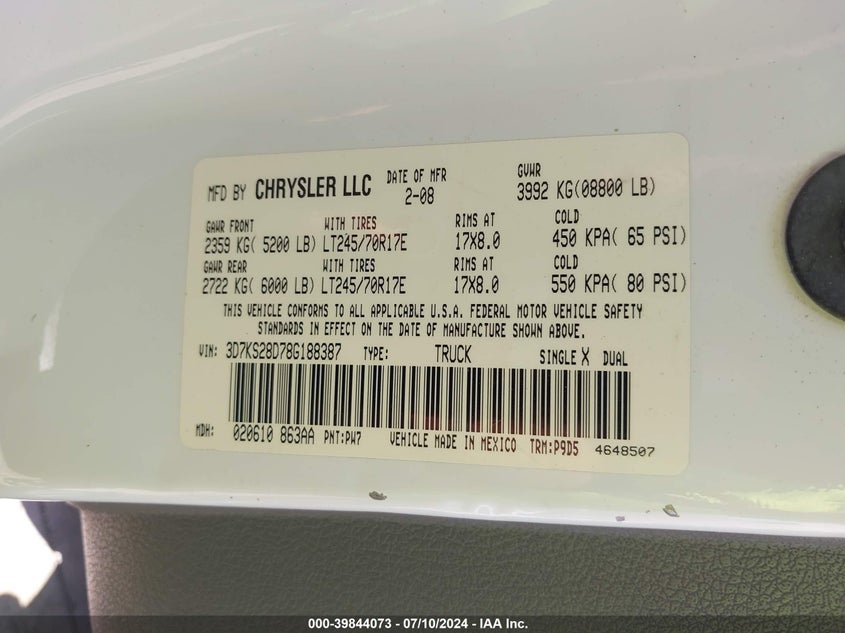 MFD BY CHRYSLER LLC DATE OF MFR 2-08 GVWR 3992 KG(08800 LB)
GAWR FRONT WITH TIRES RIMS AT COLD
2359 KG( 5200 LB) LT245/70R17E 17X8.0 450 KPA( 65 PSI)
GAWR REAR WITH TIRES RIMS AT COLD
2722 KG( 6000 LB) LT245/70R17E 17X8.0 550 KPA( 80 PSI)
THIS VEHICLE CONFORMS TO ALL APPLICABLE U.S.A. FEDERAL MOTOR VEHICLE SAFETY
STANDARDS IN EFFECT ON THE DATE OF MANUFACTURE SHOWN ABOVE.
VIN: 3D7KS28D78G188387 TYPE: TRUCK SINGLE X DUAL
MDH: 020610 863AA PNT:PW7 VEHICLE MADE IN MEXICO TRM:P9D5 4648507
000-39844073 - 07/10/2024 - IAA Inc.